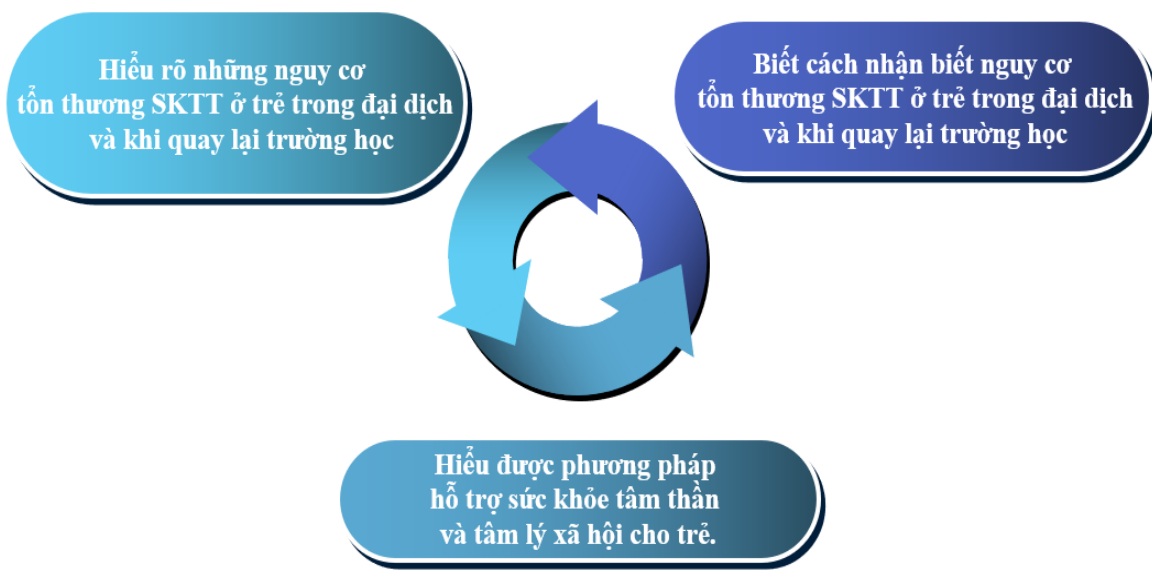 Hiểu rõ những nguy cơ
tổn thương SKTT ở trẻ trong đại dịch
và khi quay lại trường học
Biết cách nhận biết nguy cơ
tổn thương SKTT ở trẻ trong đại dịch
và khi quay lại trường học
Hiểu được phương pháp
hỗ trợ sức khỏe tâm thần
và tâm lý xã hội cho trẻ.